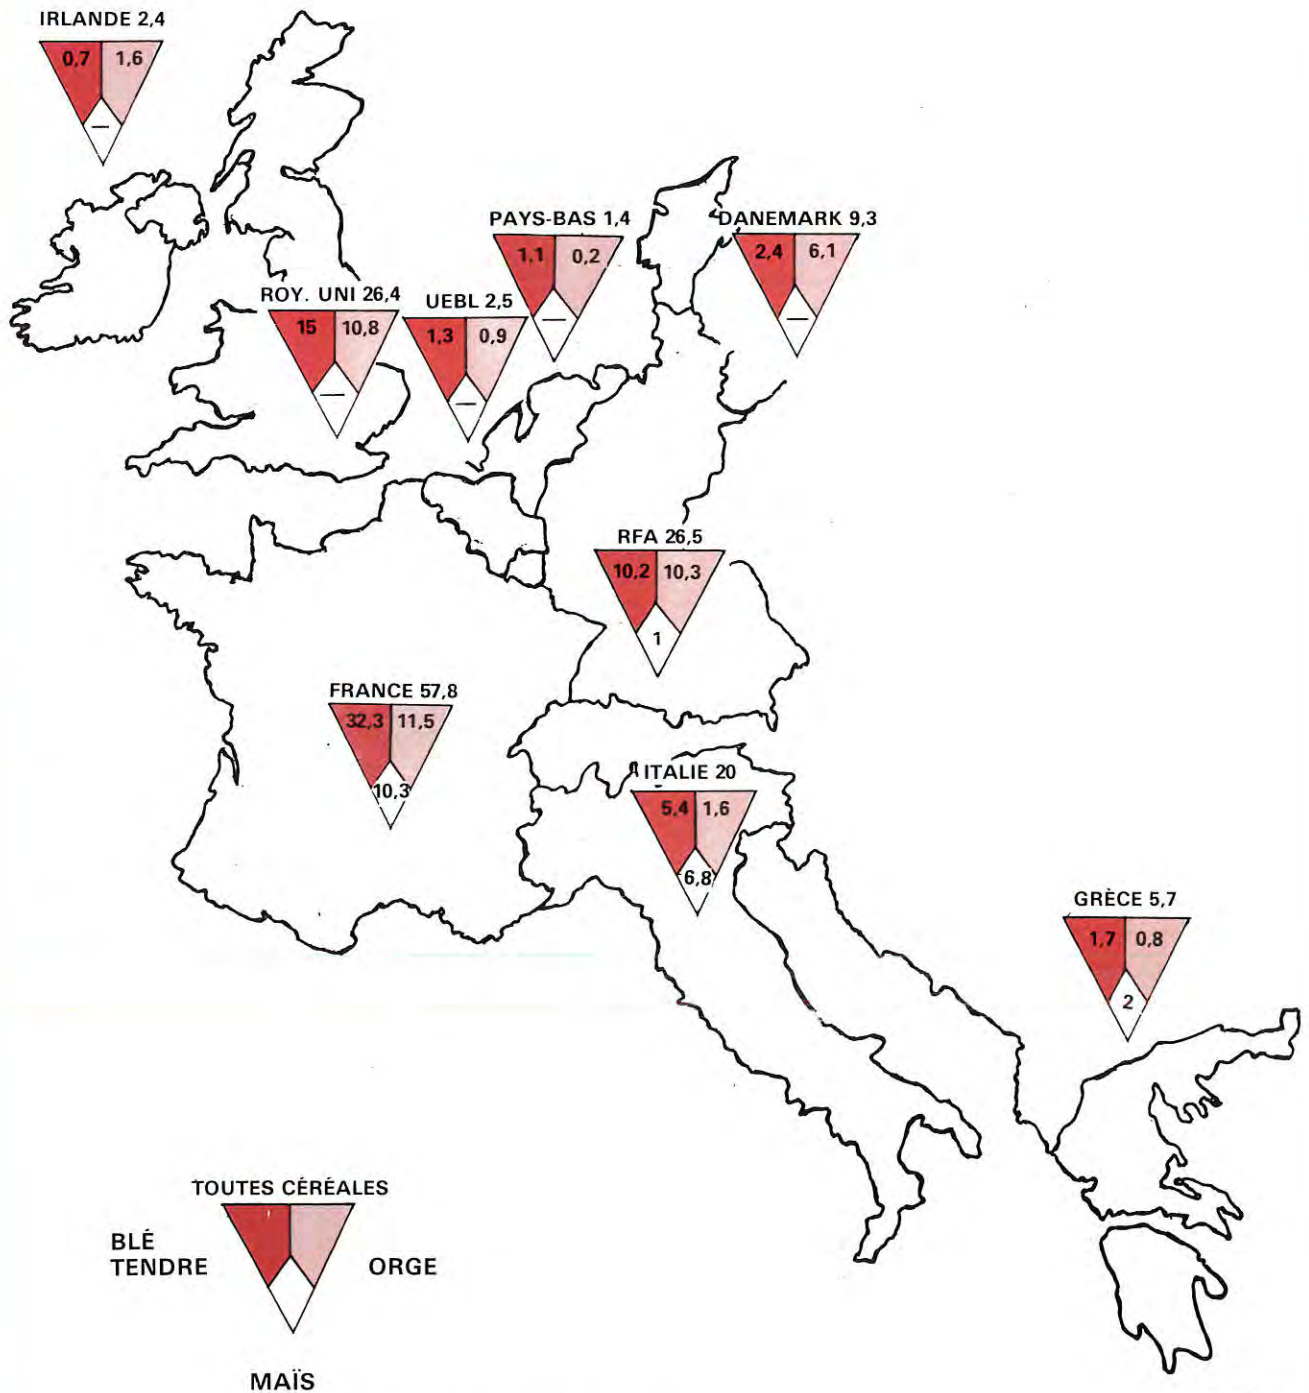 IRLANDE 2,4
0,7 1,6
—
PAYS-BAS 1,4
1,1 0,2
—
DANEMARK 9,3
2,4 6,1
—
ROY. UNI 26,4
15 10,8
—
UEBL 2,5
1,3 0,9
—
RFA 26,5
10,2 10,3
1
FRANCE 57,8
32,3 11,5
10,3
ITALIE 20
5,4 1,6
6,8
GRÈCE 5,7
1,7 0,8
2
TOUTES CÉRÉALES
BLÉ
TENDRE
ORGE
MAÏS